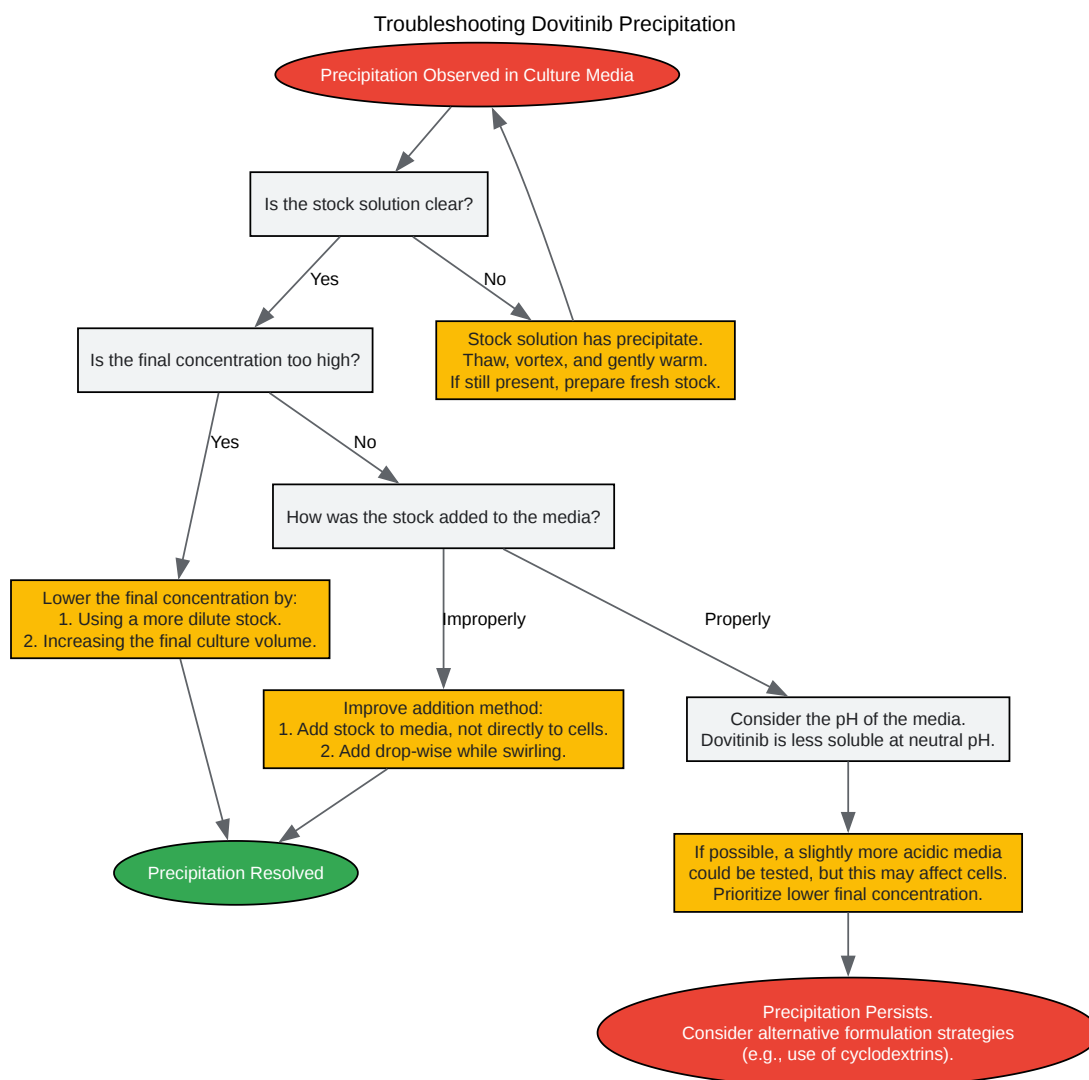 Troubleshooting Dovitinib Precipitation
Precipitation Observed in Culture Media
Is the stock solution clear?
Yes
No
Is the final concentration too high?
Stock solution has precipitate.
Thaw, vortex, and gently warm.
If still present, prepare fresh stock.
Yes
No
How was the stock added to the media?
Lower the final concentration by:
1. Using a more dilute stock.
2. Increasing the final culture volume.
Improperly
Properly
Improve addition method:
1. Add stock to media, not directly to cells.
2. Add drop-wise while swirling.
Consider the pH of the media.
Dovitinib is less soluble at neutral pH.
Precipitation Resolved
If possible, a slightly more acidic media
could be tested, but this may affect cells.
Prioritize lower final concentration.
Precipitation Persists.
Consider alternative formulation strategies
(e.g., use of cyclodextrins).